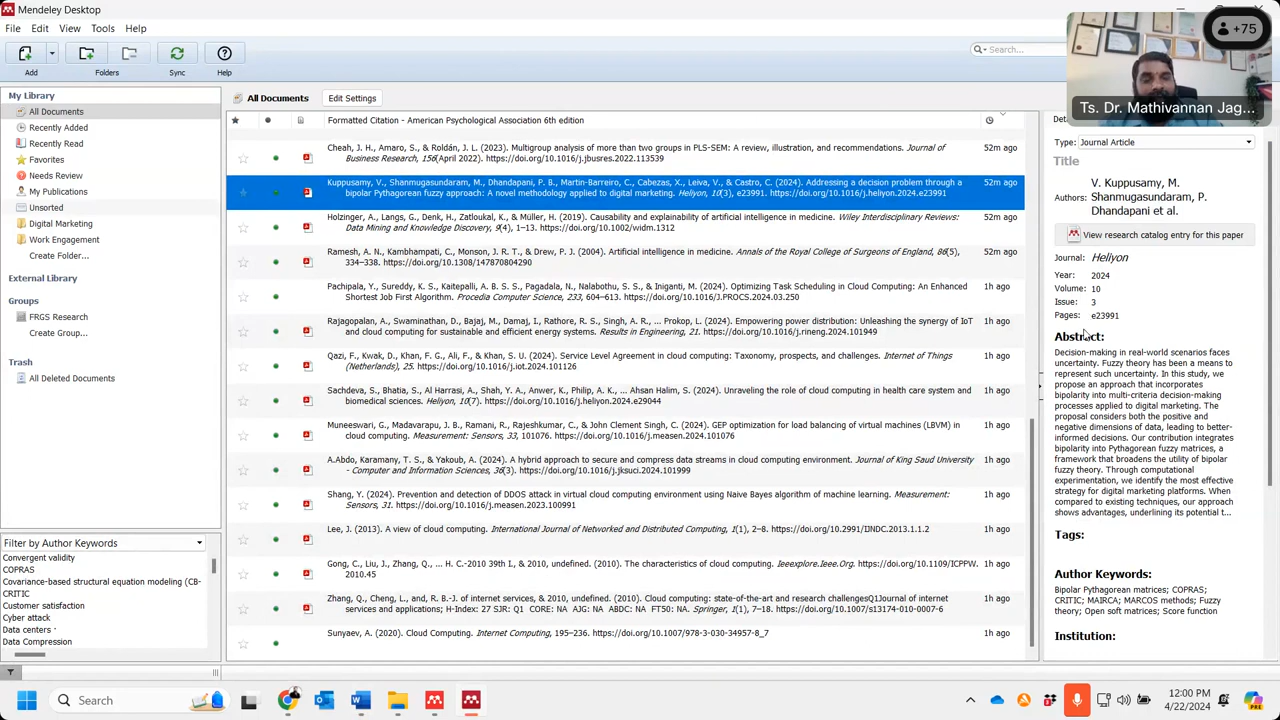 Mendeley Desktop
File Edit View Tools Help
+75
Search...
Add Folders Sync Help
Ts. Dr. Mathivannan Jag...
My Library
All Documents
Recently Added
Recently Read
Favorites
Needs Review
My Publications
Unsorted
Digital Marketing
Work Engagement
Create Folder...
External Library
Groups
FRGS Research
Create Group...
Trash
All Deleted Documents
Filter by Author Keywords
Convergent validity
COPRAS
Covariance-based structural equation modeling (CB-
CRITIC
Customer satisfaction
Cyber attack
Data centers
Data Compression
All Documents Edit Settings
Formatted Citation - American Psychological Association 6th edition
Cheah, J. H., Amaro, S., & Roldán, J. L. (2023). Multigroup analysis of more than two groups in PLS-SEM: A review, illustration, and recommendations. Journal of 52m ago
Business Research, 156(April 2022). https://doi.org/10.1016/j.jbusres.2022.113539
Kuppusamy, V., Shanmugasundaram, M., Dhandapani, P. B., Martin-Barreiro, C., Cabezas, X., Leiva, V., & Castro, C. (2024). Addressing a decision problem through a 52m ago
bipolar Pythagorean fuzzy approach: A novel methodology applied to digital marketing. Heliyon, 10(3), e23991. https://doi.org/10.1016/j.heliyon.2024.e23991
Holzinger, A., Langs, G., Denk, H., Zatloukal, K., & Müller, H. (2019). Causability and explainability of artificial intelligence in medicine. Wiley Interdisciplinary Reviews: 52m ago
Data Mining and Knowledge Discovery, 9(4), 1–13. https://doi.org/10.1002/widm.1312
Ramesh, A. N., Kambhampati, C., Monson, J. R. T., & Drew, P. J. (2004). Artificial intelligence in medicine. Annals of the Royal College of Surgeons of England, 86(5), 52m ago
334–338. https://doi.org/10.1308/147870804290
Pachipala, Y., Sureddy, K. S., Kaitepalli, A. B. S. S., Pagadala, N., Nalabothu, S. S., & Iniganti, M. (2024). Optimizing Task Scheduling in Cloud Computing: An Enhanced 1h ago
Shortest Job First Algorithm. Procedia Computer Science, 233, 604–613. https://doi.org/10.1016/J.PROCS.2024.03.250
Rajagopalan, A., Swaminathan, D., Bajaj, M., Damaj, I., Rathore, R. S., Singh, A. R., ... Prokop, L. (2024). Empowering power distribution: Unleashing the synergy of IoT 1h ago
and cloud computing for sustainable and efficient energy systems. Results in Engineering, 21. https://doi.org/10.1016/j.rineng.2024.101949
Qazi, F., Kwak, D., Khan, F. G., Ali, F., & Khan, S. U. (2024). Service Level Agreement in cloud computing: Taxonomy, prospects, and challenges. Internet of Things 1h ago
(Netherlands), 25. https://doi.org/10.1016/j.iot.2024.101126
Sachdeva, S., Bhatia, S., Al Harrasi, A., Shah, Y. A., Anwer, K., Philip, A. K., ... Ahsan Halim, S. (2024). Unraveling the role of cloud computing in health care system and 1h ago
biomedical sciences. Heliyon, 10(7). https://doi.org/10.1016/j.heliyon.2024.e29044
Muneeswari, G., Madavarapu, J. B., Ramani, R., Rajeshkumar, C., & John Clement Singh, C. (2024). GEP optimization for load balancing of virtual machines (LBVM) in 1h ago
cloud computing. Measurement: Sensors, 33, 101076. https://doi.org/10.1016/j.measen.2024.101076
A.Abdo, Karamany, T. S., & Yakoub, A. (2024). A hybrid approach to secure and compress data streams in cloud computing environment. Journal of King Saud University 1h ago
- Computer and Information Sciences, 36(3). https://doi.org/10.1016/j.jksuci.2024.101999
Shang, Y. (2024). Prevention and detection of DDOS attack in virtual cloud computing environment using Naive Bayes algorithm of machine learning. Measurement: 1h ago
Sensors, 31. https://doi.org/10.1016/j.measen.2023.100991
Lee, J. (2013). A view of cloud computing. International Journal of Networked and Distributed Computing, 1(1), 2–8. https://doi.org/10.2991/IJNDC.2013.1.1.2 1h ago
Gong, C., Liu, J., Zhang, Q., ... H. C.-2010 39th I., & 2010, undefined. (2010). The characteristics of cloud computing. Ieeexplore.Ieee.Org. https://doi.org/10.1109/ICPPW. 1h ago
2010.45
Zhang, Q., Cheng, L., and, R. B.-J. of internet services, & 2010, undefined. (2010). Cloud computing: state-of-the-art and research challengesQ1Journal of internet 1h ago
services and applications; H-Index: 27 SJR: Q1 CORE: NA AJG: NA ABDC: NA FT50: NA. Springer, 1(1), 7–18. https://doi.org/10.1007/s13174-010-0007-6
Sunyaev, A. (2020). Cloud Computing. Internet Computing, 195–236. https://doi.org/10.1007/978-3-030-34957-8_7 1h ago
Type: Journal Article
Title
V. Kuppusamy, M.
Authors: Shanmugasundaram, P.
Dhandapani et al.
View research catalog entry for this paper
Journal: Heliyon
Year: 2024
Volume: 10
Issue: 3
Pages: e23991
Abstract:
Decision-making in real-world scenarios faces
uncertainty. Fuzzy theory has been a means to
represent such uncertainty. In this study, we
propose an approach that incorporates
bipolarity into multi-criteria decision-making
processes applied to digital marketing. The
proposal considers both the positive and
negative dimensions of data, leading to better-
informed decisions. Our contribution integrates
bipolarity into Pythagorean fuzzy matrices, a
framework that broadens the utility of bipolar
fuzzy theory. Through computational
experimentation, we identify the most effective
strategy for digital marketing platforms. When
compared to existing techniques, our approach
shows advantages, underlining its potential t...
Tags:
Author Keywords:
Bipolar Pythagorean matrices; COPRAS;
CRITIC; MAIRCA; MARCOS methods; Fuzzy
theory; Open soft matrices; Score function
Institution:
Search
12:00 PM
4/22/2024
PRE